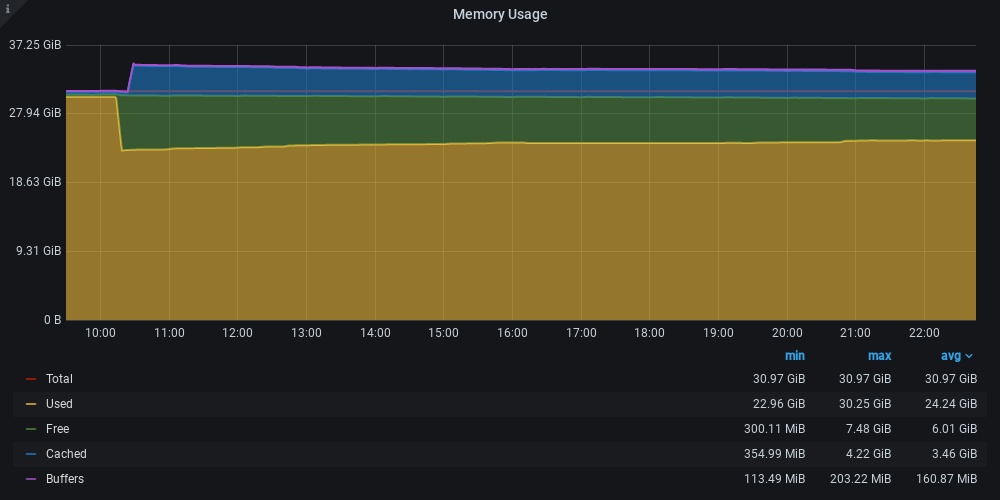 i
Memory Usage
37.25 GiB
27.94 GiB
18.63 GiB
9.31 GiB
0 B
10:00 11:00 12:00 13:00 14:00 15:00 16:00 17:00 18:00 19:00 20:00 21:00 22:00
min max avg
Total 30.97 GiB 30.97 GiB 30.97 GiB
Used 22.96 GiB 30.25 GiB 24.24 GiB
Free 300.11 MiB 7.48 GiB 6.01 GiB
Cached 354.99 MiB 4.22 GiB 3.46 GiB
Buffers 113.49 MiB 203.22 MiB 160.87 MiB